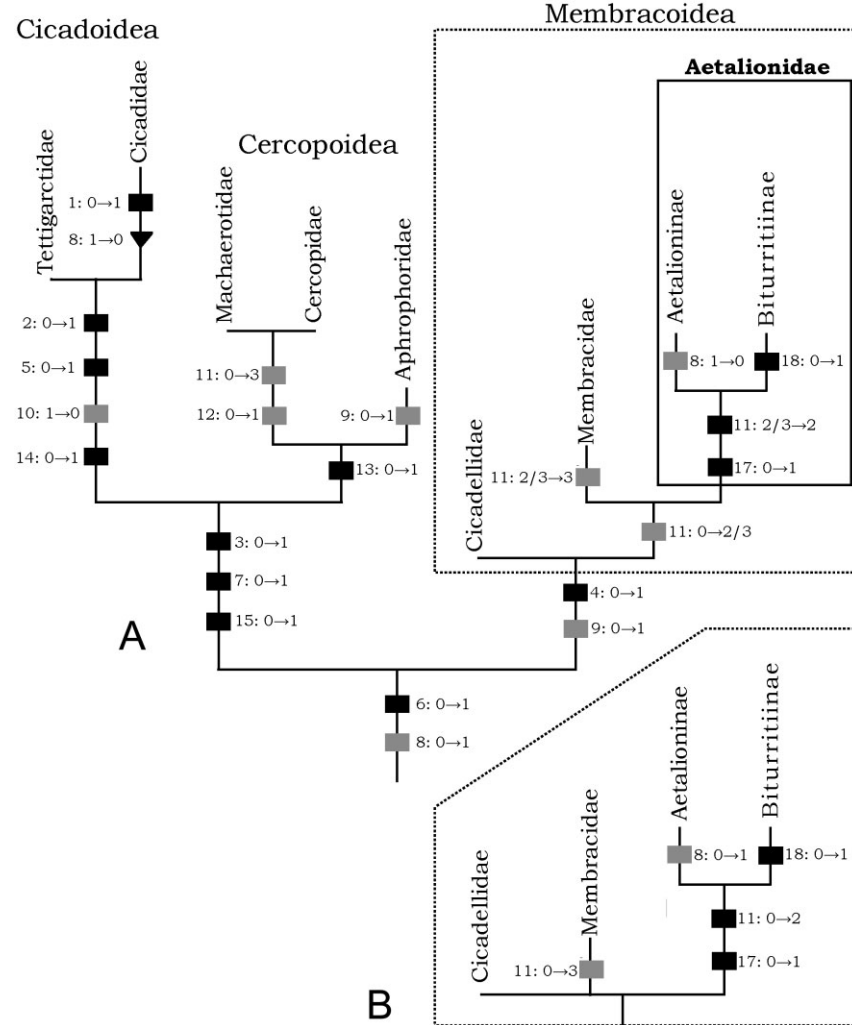 Membracoidea
Cicadoidea
Aetalionidae
Cicadidae
Cercopoidea
Tettigarctidae
1: 0→1
8: 1→0
Machaerotidae
Cercopidae
Aphrophoridae
Aetalioninae
Biturritiinae
Membracidae
Cicadellidae
2: 0→1
5: 0→1
10: 1→0
14: 0→1
11: 0→3
12: 0→1
9: 0→1
13: 0→1
8: 1→0
18: 0→1
11: 2/3→2
17: 0→1
11: 2/3→3
11: 0→2/3
3: 0→1
7: 0→1
15: 0→1
4: 0→1
9: 0→1
A
6: 0→1
8: 0→1
Aetalioninae
Biturritiinae
Membracidae
Cicadellidae
8: 0→1
18: 0→1
11: 0→2
17: 0→1
11: 0→3
B